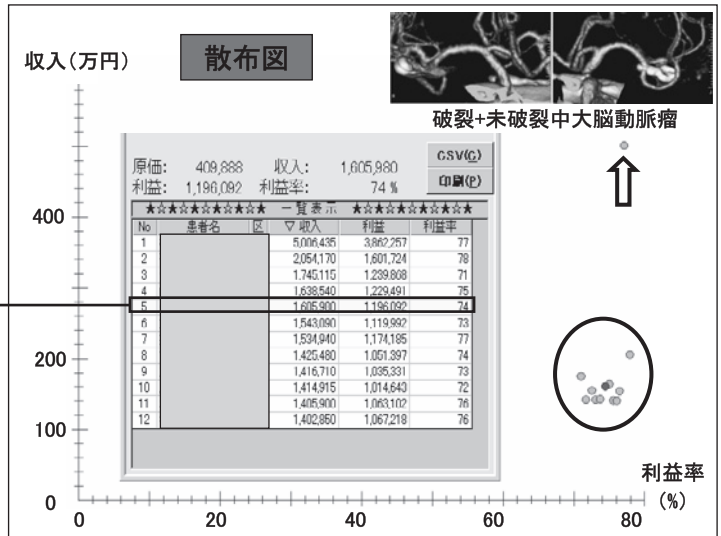 収入(万円)
散布図
破裂+未破裂中大脳動脈瘤
CSV(C)
印刷(P)
原価: 409,888 収入: 1,605,980
利益: 1,196,092 利益率: 74 %
★☆★☆★☆★☆★☆★ 一覧表示 ★☆★☆★☆★☆★☆★
No 患者名 区 ▽収入 利益 利益率
1 5,006,435 3,862,257 77
2 2,054,170 1,601,724 78
3 1,745,115 1,239,868 71
4 1,638,540 1,229,491 75
5 1,605,900 1,196,092 74
6 1,543,090 1,119,992 73
7 1,534,940 1,174,185 77
8 1,425,480 1,051,397 74
9 1,416,710 1,035,331 73
10 1,414,915 1,014,643 72
11 1,405,900 1,063,102 76
12 1,402,850 1,067,218 76
400
200
100
0
0 20 40 60 80
利益率
(%)